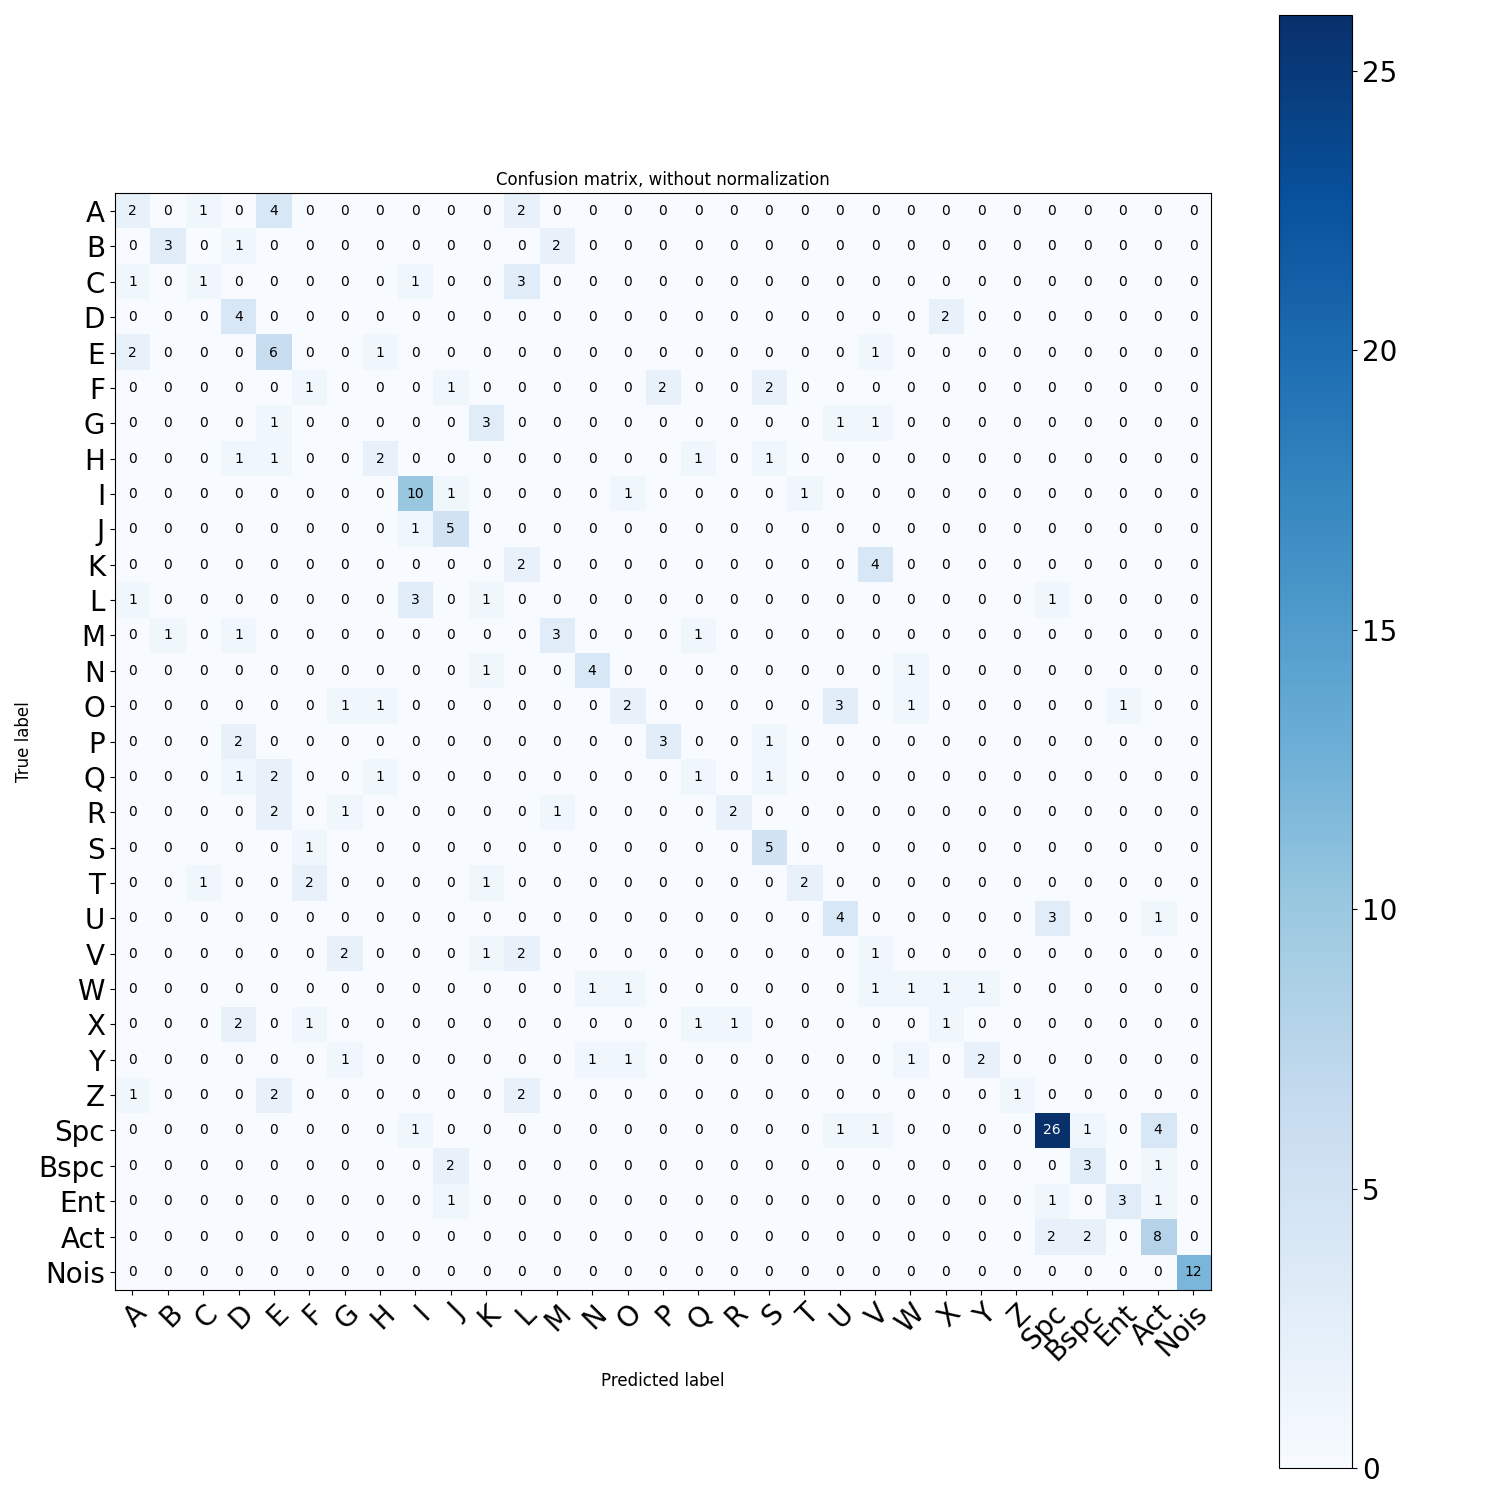 Confusion matrix, without normalization
A 2 0 1 0 4 0 0 0 0 0 0 2 0 0 0 0 0 0 0 0 0 0 0 0 0 0 0 0 0 0 0
B 0 3 0 1 0 0 0 0 0 0 0 0 2 0 0 0 0 0 0 0 0 0 0 0 0 0 0 0 0 0 0
C 1 0 1 0 0 0 0 0 1 0 0 3 0 0 0 0 0 0 0 0 0 0 0 0 0 0 0 0 0 0 0
D 0 0 0 4 0 0 0 0 0 0 0 0 0 0 0 0 0 0 0 0 0 0 0 2 0 0 0 0 0 0 0
E 2 0 0 0 6 0 0 1 0 0 0 0 0 0 0 0 0 0 0 0 0 1 0 0 0 0 0 0 0 0 0
F 0 0 0 0 0 1 0 0 0 1 0 0 0 0 0 2 0 0 2 0 0 0 0 0 0 0 0 0 0 0 0
G 0 0 0 0 1 0 0 0 0 0 3 0 0 0 0 0 0 0 0 0 1 1 0 0 0 0 0 0 0 0 0
H 0 0 0 1 1 0 0 2 0 0 0 0 0 0 0 0 1 0 1 0 0 0 0 0 0 0 0 0 0 0 0
I 0 0 0 0 0 0 0 0 10 1 0 0 0 0 1 0 0 0 0 1 0 0 0 0 0 0 0 0 0 0 0
J 0 0 0 0 0 0 0 0 1 5 0 0 0 0 0 0 0 0 0 0 0 0 0 0 0 0 0 0 0 0 0
K 0 0 0 0 0 0 0 0 0 0 0 2 0 0 0 0 0 0 0 0 0 4 0 0 0 0 0 0 0 0 0
L 1 0 0 0 0 0 0 0 3 0 1 0 0 0 0 0 0 0 0 0 0 0 0 0 0 0 1 0 0 0 0
M 0 1 0 1 0 0 0 0 0 0 0 0 3 0 0 0 1 0 0 0 0 0 0 0 0 0 0 0 0 0 0
N 0 0 0 0 0 0 0 0 0 0 1 0 0 4 0 0 0 0 0 0 0 0 1 0 0 0 0 0 0 0 0
O 0 0 0 0 0 0 1 1 0 0 0 0 0 0 2 0 0 0 0 0 3 0 1 0 0 0 0 0 1 0 0
P 0 0 0 2 0 0 0 0 0 0 0 0 0 0 0 3 0 0 1 0 0 0 0 0 0 0 0 0 0 0 0
Q 0 0 0 1 2 0 0 1 0 0 0 0 0 0 0 0 1 0 1 0 0 0 0 0 0 0 0 0 0 0 0
R 0 0 0 0 2 0 1 0 0 0 0 0 1 0 0 0 0 2 0 0 0 0 0 0 0 0 0 0 0 0 0
S 0 0 0 0 0 1 0 0 0 0 0 0 0 0 0 0 0 0 5 0 0 0 0 0 0 0 0 0 0 0 0
T 0 0 1 0 0 2 0 0 0 0 1 0 0 0 0 0 0 0 0 2 0 0 0 0 0 0 0 0 0 0 0
U 0 0 0 0 0 0 0 0 0 0 0 0 0 0 0 0 0 0 0 0 4 0 0 0 0 0 3 0 0 1 0
V 0 0 0 0 0 0 2 0 0 0 1 2 0 0 0 0 0 0 0 0 0 1 0 0 0 0 0 0 0 0 0
W 0 0 0 0 0 0 0 0 0 0 0 0 0 1 1 0 0 0 0 0 0 1 1 1 1 0 0 0 0 0 0
X 0 0 0 2 0 1 0 0 0 0 0 0 0 0 0 0 1 1 0 0 0 0 0 1 0 0 0 0 0 0 0
Y 0 0 0 0 0 0 1 0 0 0 0 0 0 1 1 0 0 0 0 0 0 0 1 0 2 0 0 0 0 0 0
Z 1 0 0 0 2 0 0 0 0 0 0 2 0 0 0 0 0 0 0 0 0 0 0 0 0 1 0 0 0 0 0
Spc 0 0 0 0 0 0 0 0 1 0 0 0 0 0 0 0 0 0 0 0 1 1 0 0 0 0 26 1 0 4 0
Bspc 0 0 0 0 0 0 0 0 0 2 0 0 0 0 0 0 0 0 0 0 0 0 0 0 0 0 0 3 0 1 0
Ent 0 0 0 0 0 0 0 0 0 1 0 0 0 0 0 0 0 0 0 0 0 0 0 0 0 0 1 0 3 1 0
Act 0 0 0 0 0 0 0 0 0 0 0 0 0 0 0 0 0 0 0 0 0 0 0 0 0 0 2 2 0 8 0
Nois 0 0 0 0 0 0 0 0 0 0 0 0 0 0 0 0 0 0 0 0 0 0 0 0 0 0 0 0 0 0 12
A B C D E F G H I J K L M N O P Q R S T U V W X Y Z Spc Bspc Ent Act Nois
Predicted label
True label
25
20
15
10
5
0